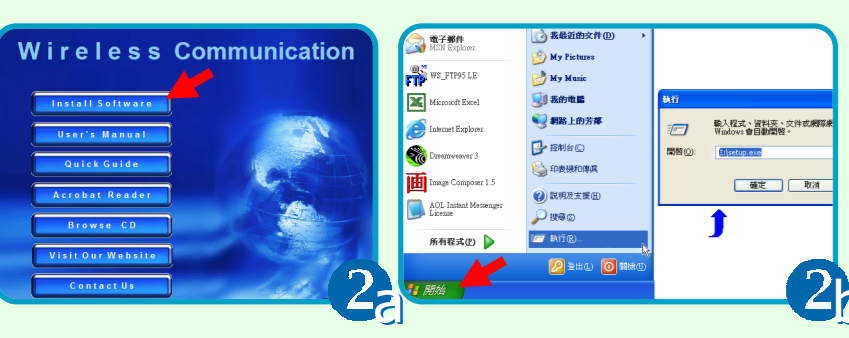 Wireless Communication
Install Software
User's Manual
Quick Guide
Acrobat Reader
Browse CD
Visit Our Website
Contact Us
2a
電子郵件
MSN Explorer
WS_FTP95 LE
Microsoft Excel
Internet Explorer
Dreamweaver 3
Image Composer 1.5
AOL Instant Messenger
License
所有程式(P)
我最近的文件(D)
My Pictures
My Music
我的電腦
網路上的芳鄰
控制台(C)
印表機和傳真
說明及支援(H)
搜尋(S)
執行(R)...
登出(L)
關機(U)
開始
執行
輸入程式、資料夾、文件或網際
Windows 會自動開啓。
開啓(O):
E:\setup.exe
確定
取消
2b